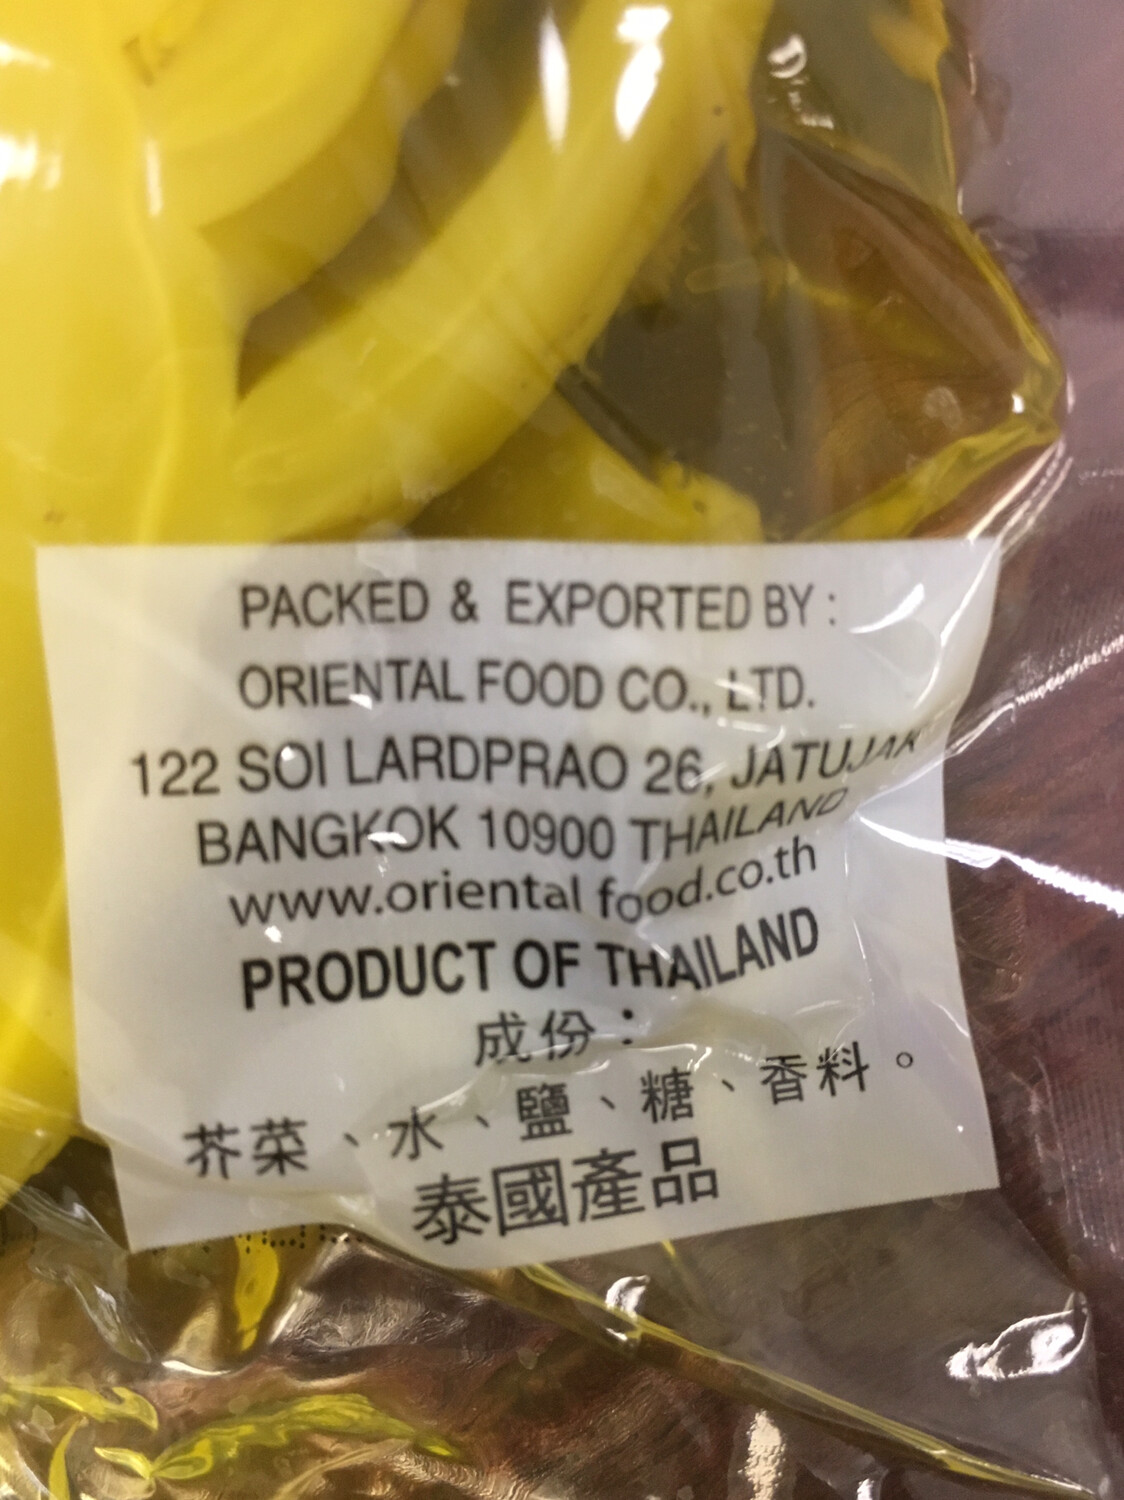 PACKED & EXPORTED BY :
ORIENTAL FOOD CO., LTD.
122 SOI LARDPRAO 26, JATUJAK
BANGKOK 10900 THAILAND
www.oriental food.co.th
PRODUCT OF THAILAND
成份：
芥菜、水、鹽、糖、香料。
泰國產品